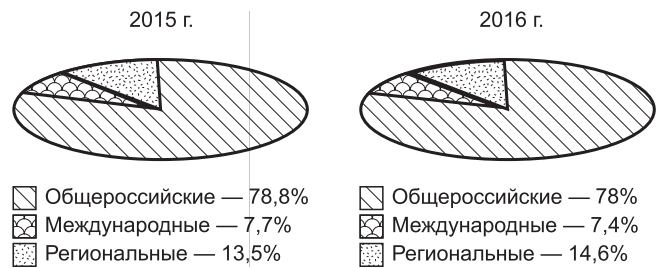 2015 г.
Общероссийские — 78,8%
Международные — 7,7%
Региональные — 13,5%
2016 г.
Общероссийские — 78%
Международные — 7,4%
Региональные — 14,6%